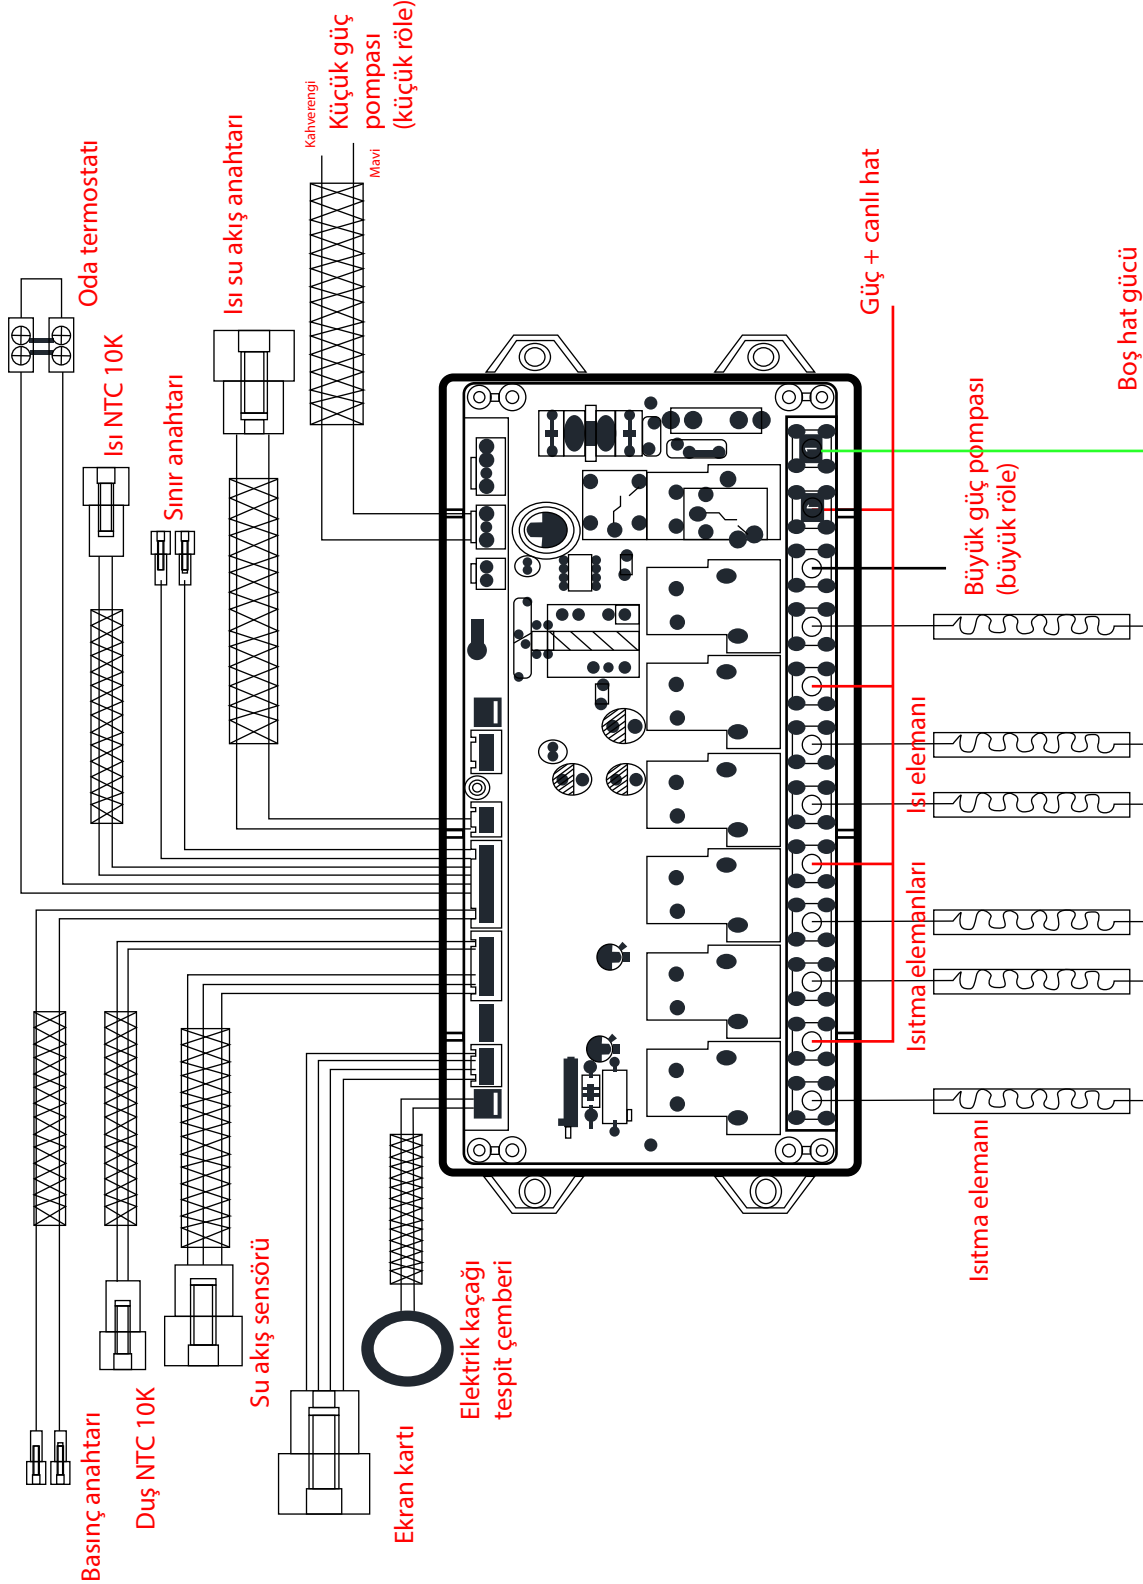 Oda termostatı
Isı NTC 10K
Sınır anahtarı
Isı su akış anahtarı
Kahverengi
Küçük güç
pompası
(küçük röle)
Mavi
Güç + canlı hat
Boş hat gücü
Büyük güç pompası
(büyük röle)
Isı elemanı
Isıtma elemanları
Isıtma elemanı
Basınç anahtarı
Duş NTC 10K
Su akış sensörü
Ekran kartı
Elektrik kaçağı
tespit çemberi